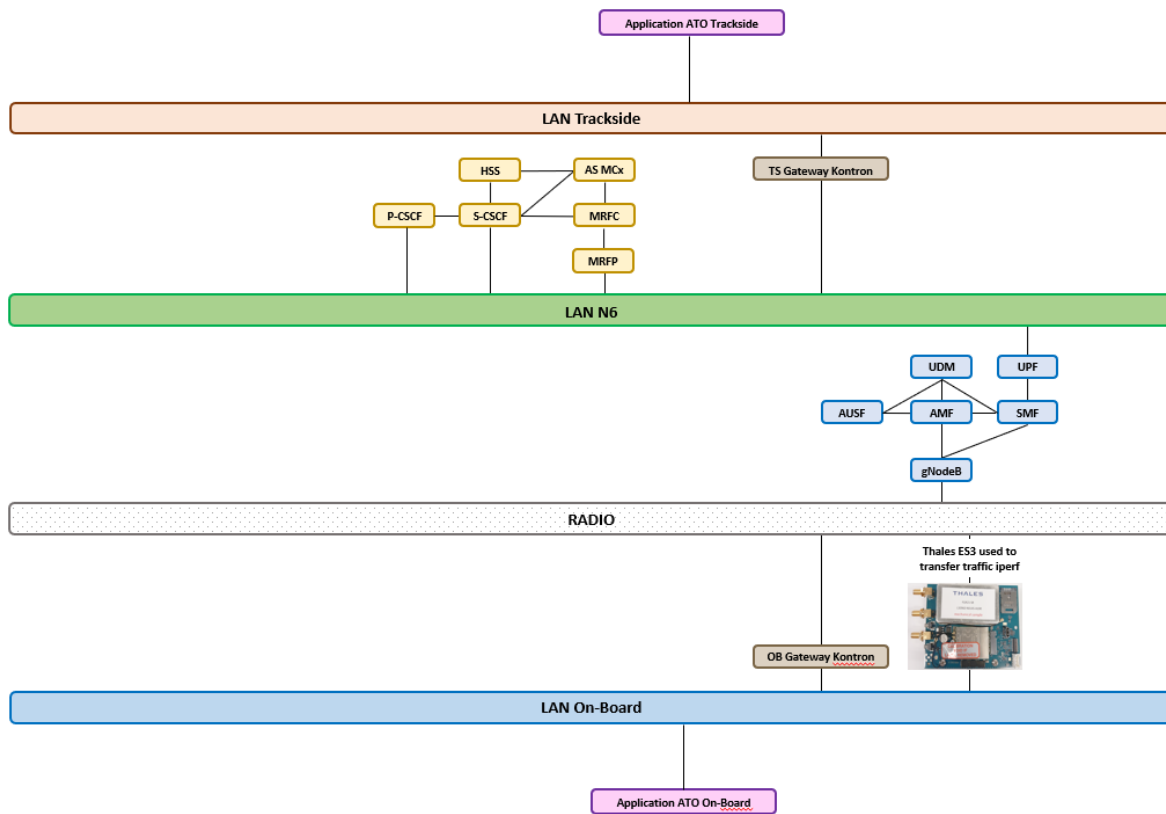 Application ATO Trackside
LAN Trackside
HSS
AS MCx
TS Gateway Kontron
P-CSCF
S-CSCF
MRFC
MRFP
LAN N6
UDM
UPF
AUSF
AMF
SMF
gNodeB
RADIO
Thales ES3 used to
transfer traffic iperf
THALES
OB Gateway Kontron
LAN On-Board
Application ATO On-Board